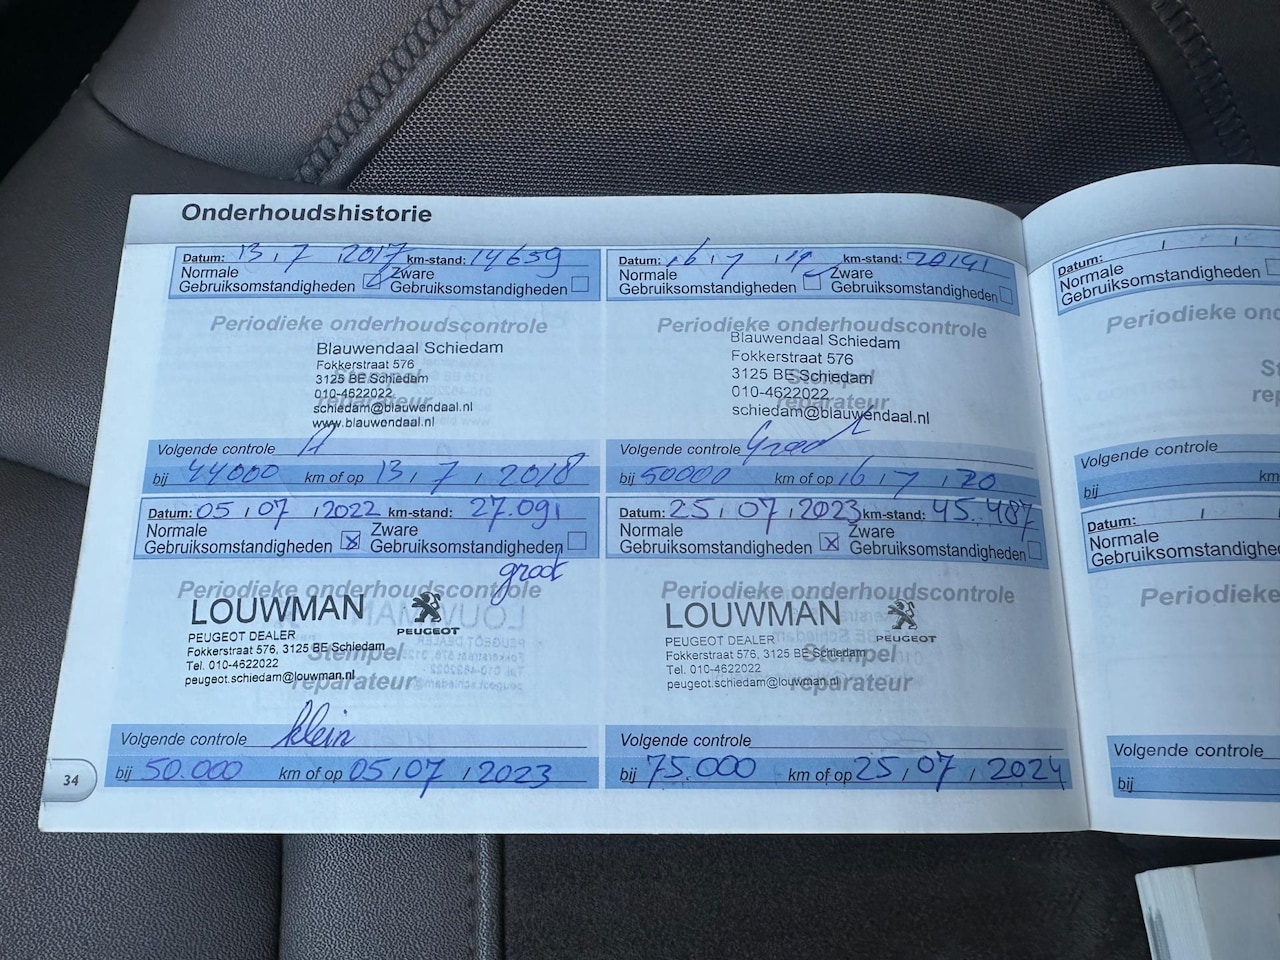 Onderhoudshistorie
Datum: 13 / 7 / 2017 km-stand: 14659
Normale
Gebruiksomstandigheden
Zware
Gebruiksomstandigheden
Periodieke onderhoudscontrole
Stempel
reparateur
Blauwendaal Schiedam
Fokkerstraat 576
3125 BE Schiedam
010-4622022
schiedam@blauwendaal.nl
www.blauwendaal.nl
Volgende controle
bij 44000 km of op 13 / 7 / 2018
Datum: 16 / 7 / 19 km-stand: 20141
Normale
Gebruiksomstandigheden
Zware
Gebruiksomstandigheden
Periodieke onderhoudscontrole
Stempel
reparateur
Blauwendaal Schiedam
Fokkerstraat 576
3125 BE Schiedam
010-4622022
schiedam@blauwendaal.nl
Volgende controle Groot
bij 50000 km of op 16 / 7 / 20
Datum: 05 / 07 / 2022 km-stand: 27.091
Normale
Gebruiksomstandigheden x
Zware
Gebruiksomstandigheden
groot
Periodieke onderhoudscontrole
Stempel
reparateur
LOUWMAN
PEUGEOT
PEUGEOT DEALER
Fokkerstraat 576, 3125 BE Schiedam
Tel. 010-4622022
peugeot.schiedam@louwman.nl
Volgende controle klein
bij 50.000 km of op 05 / 07 / 2023
Datum: 25 / 07 / 2023 km-stand: 45.487
Normale
Gebruiksomstandigheden x
Zware
Gebruiksomstandigheden
Periodieke onderhoudscontrole
Stempel
reparateur
LOUWMAN
PEUGEOT
PEUGEOT DEALER
Fokkerstraat 576, 3125 BE Schiedam
Tel. 010-4622022
peugeot.schiedam@louwman.nl
Volgende controle
bij 75.000 km of op 25 / 07 / 2024
34
Datum: / /
Normale
Gebruiksomstandigheden
Periodieke onde
St
rep
Volgende controle
bij km
Datum: / /
Normale
Gebruiksomstandigheden
Periodieke
Volgende controle
bij